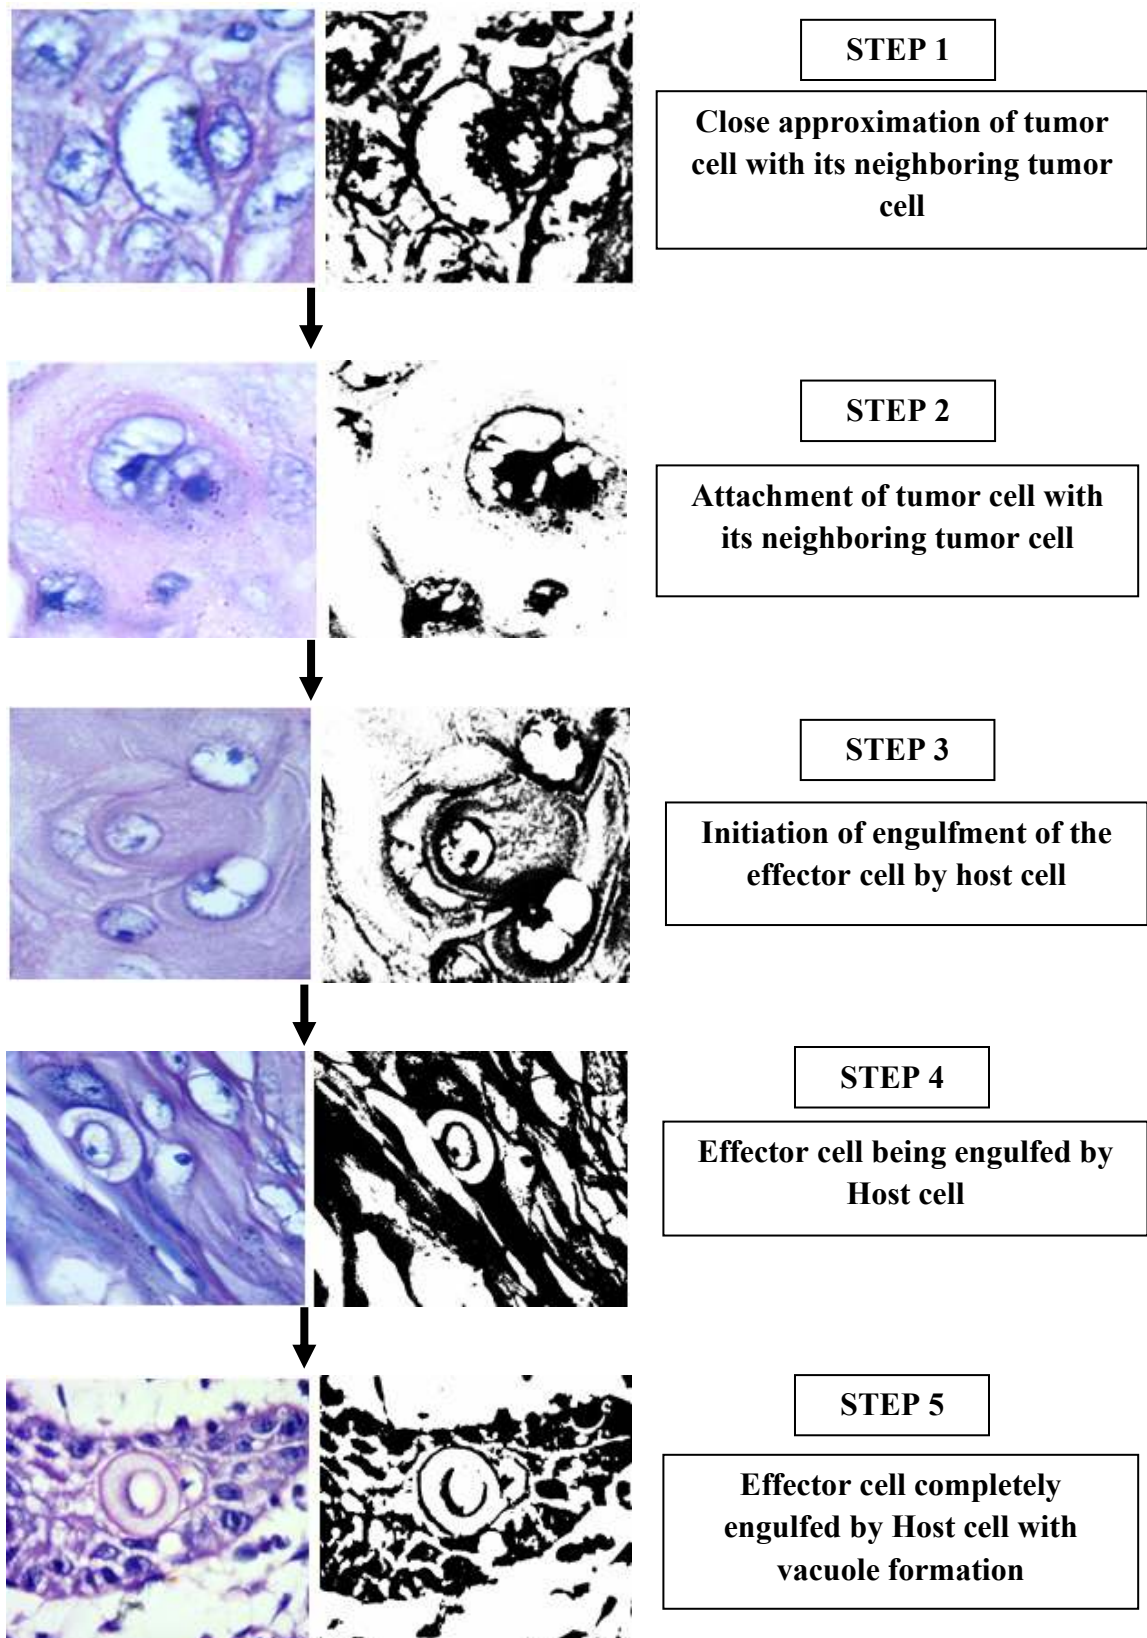 STEP 1
Close approximation of tumor
cell with its neighboring tumor
cell
STEP 2
Attachment of tumor cell with
its neighboring tumor cell
STEP 3
Initiation of engulfment of the
effector cell by host cell
STEP 4
Effector cell being engulfed by
Host cell
STEP 5
Effector cell completely
engulfed by Host cell with
vacuole formation